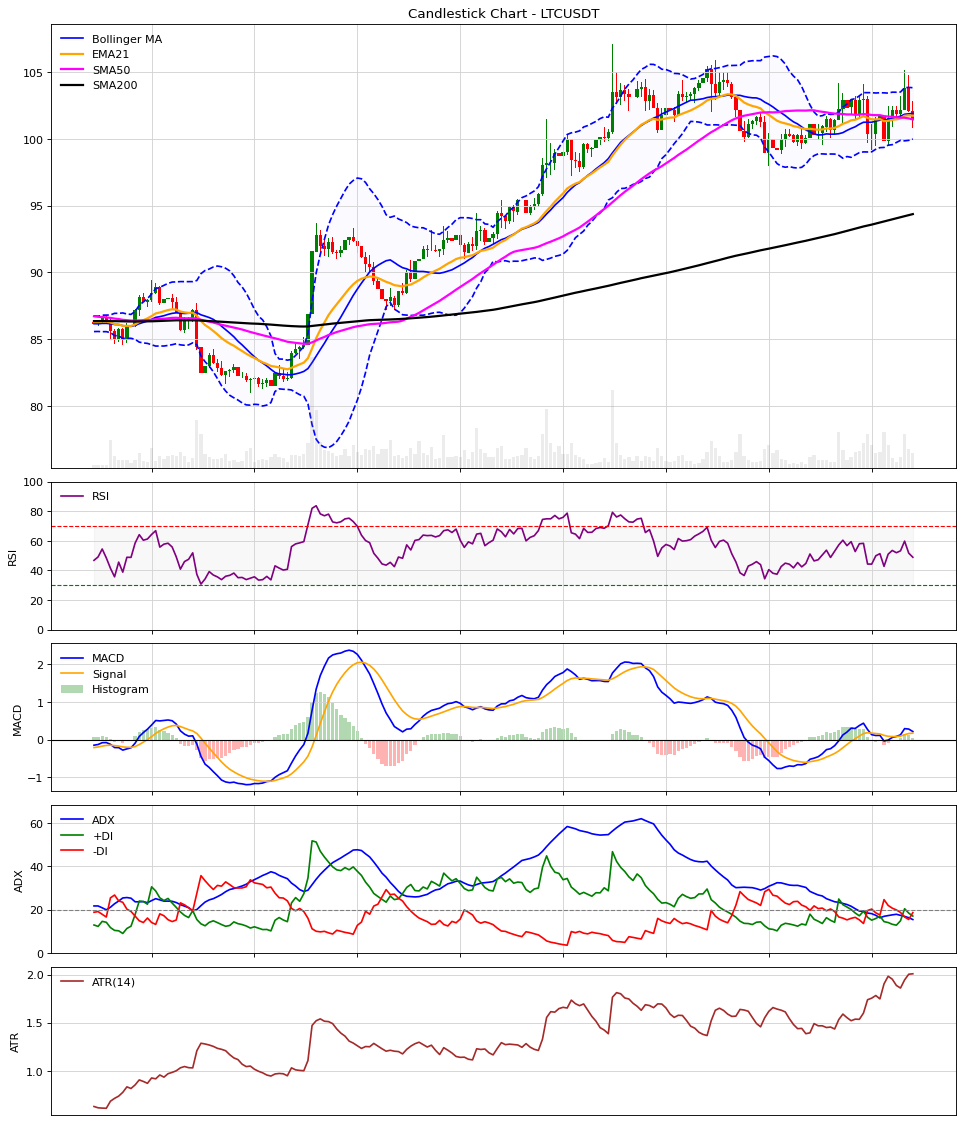 Candlestick Chart - LTCUSDT
Bollinger MA
EMA21
SMA50
SMA200
105
100
95
90
85
80
RSI
100
80
60
40
20
0
RSI
MACD
Signal
Histogram
2
1
0
−1
MACD
ADX
+DI
-DI
60
40
20
0
ADX
ATR(14)
2.0
1.5
1.0
ATR